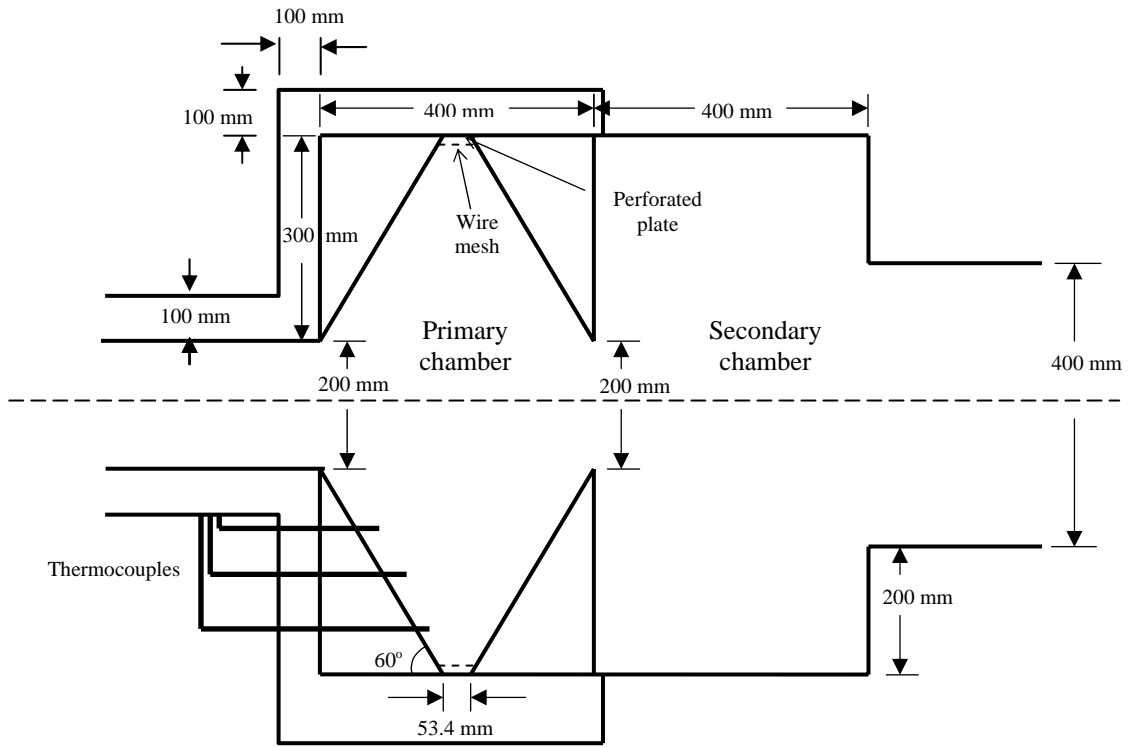 100 mm
400 mm
400 mm
100 mm
Perforated
plate
Wire
mesh
300 mm
100 mm
Primary
chamber
Secondary
chamber
400 mm
200 mm
200 mm
Thermocouples
200 mm
60º
53.4 mm